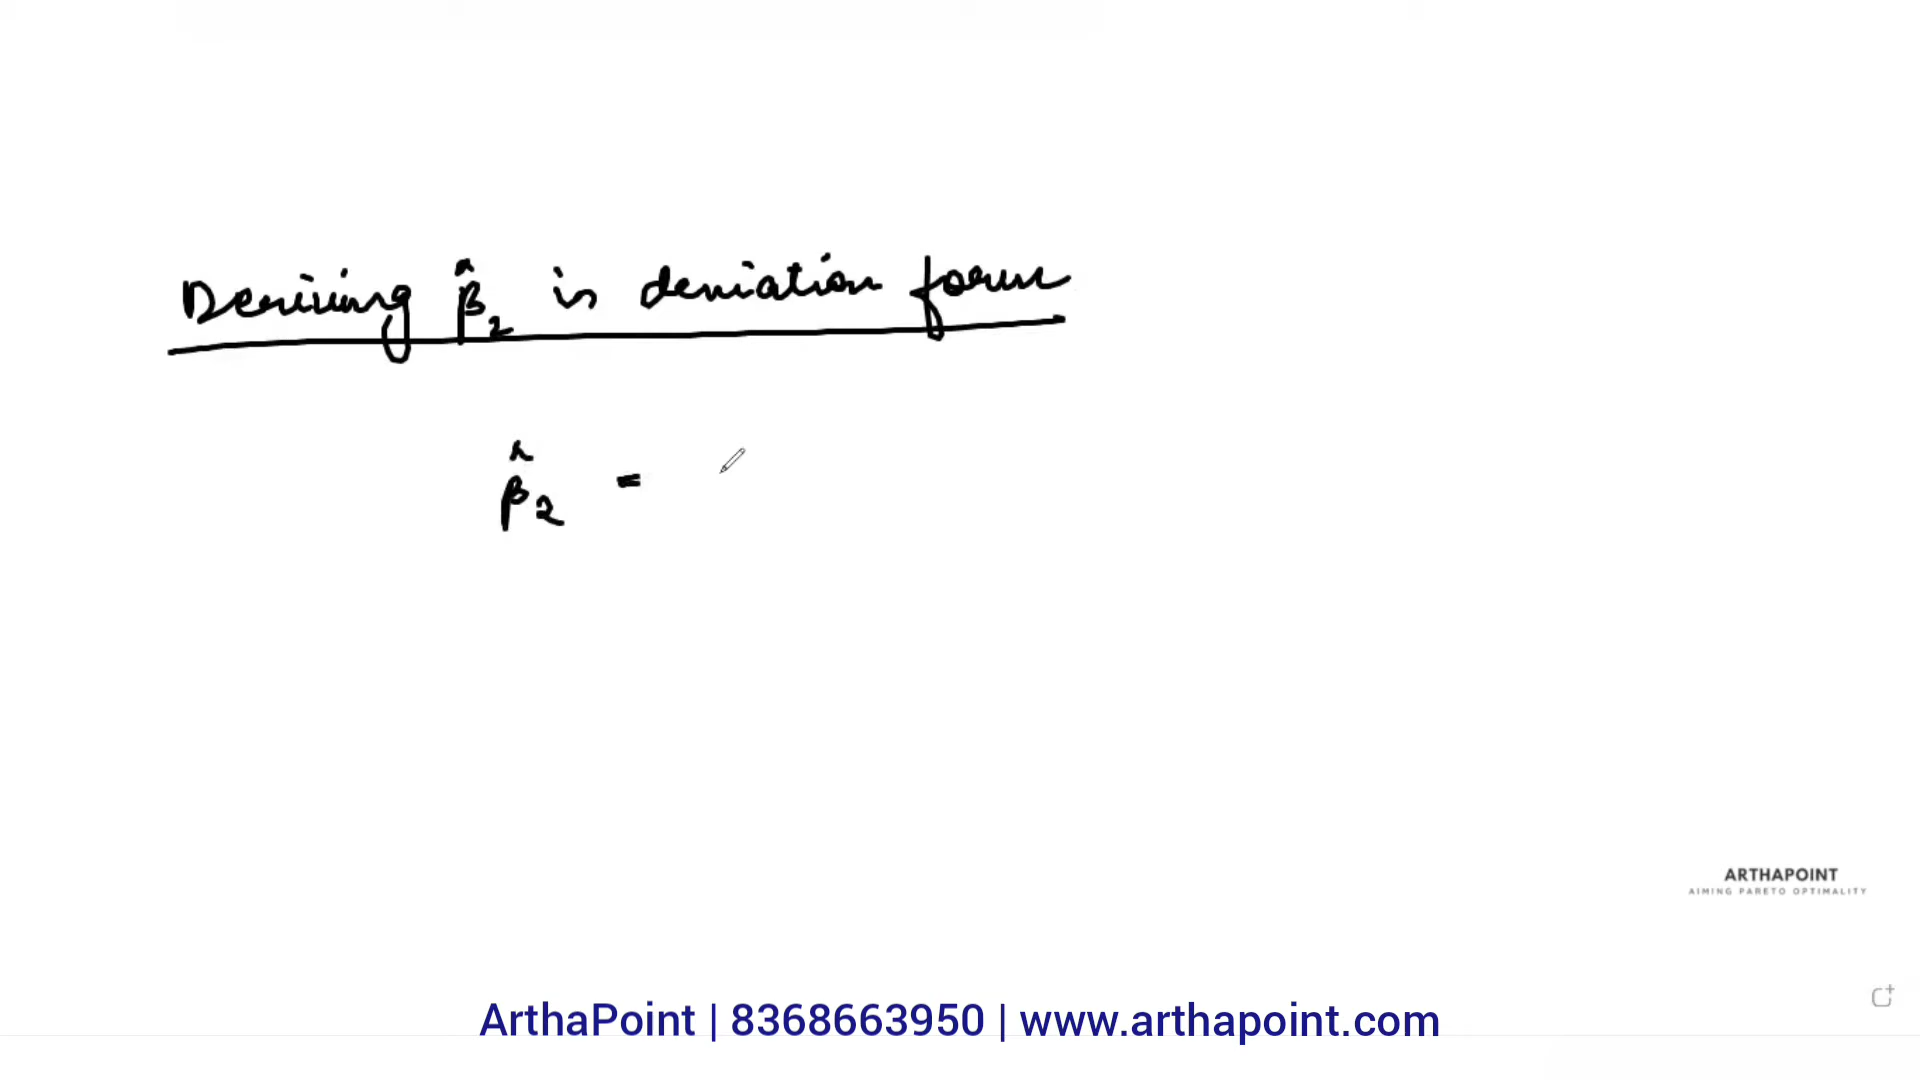 Deriving β̂₂ in deviation form
β̂₂ =
ARTHAPOINT
AIMING PARETO OPTIMALITY
ArthaPoint | 8368663950 | www.arthapoint.com